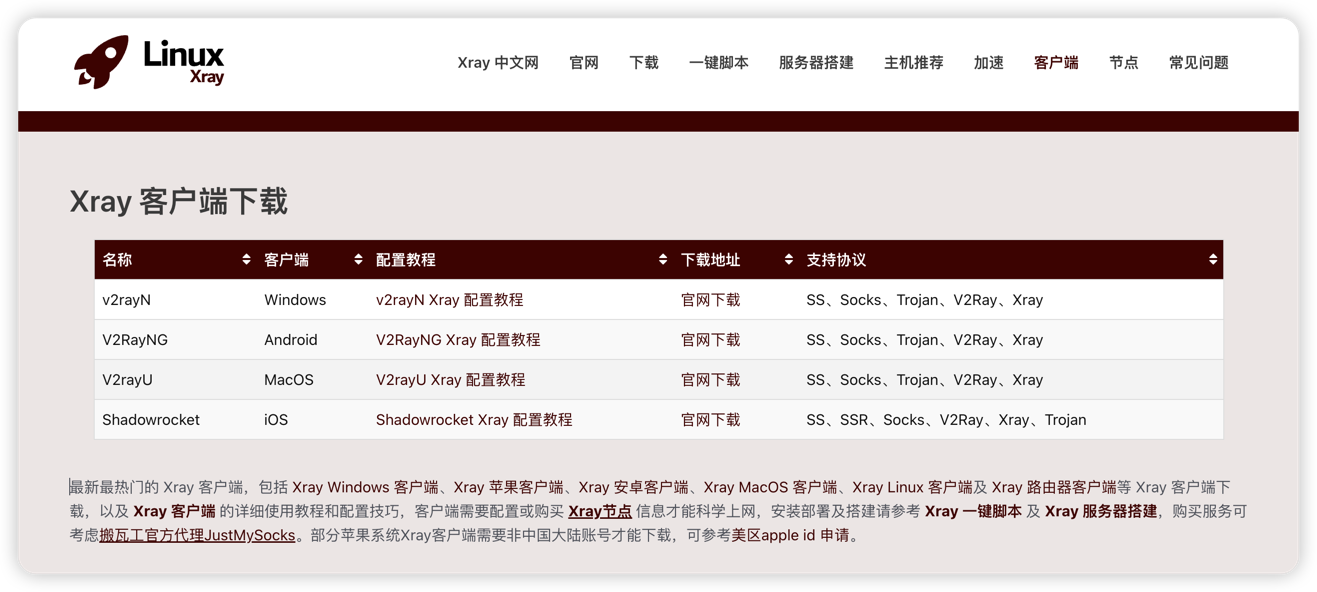 Linux
Xray
Xray 中文网 官网 下载 一键脚本 服务器搭建 主机推荐 加速 客户端 节点 常见问题
Xray 客户端下载
名称 客户端 配置教程 下载地址 支持协议
v2rayN Windows v2rayN Xray 配置教程 官网下载 SS、Socks、Trojan、V2Ray、Xray
V2RayNG Android V2RayNG Xray 配置教程 官网下载 SS、Socks、Trojan、V2Ray、Xray
V2rayU MacOS V2rayU Xray 配置教程 官网下载 SS、Socks、Trojan、V2Ray、Xray
Shadowrocket iOS Shadowrocket Xray 配置教程 官网下载 SS、SSR、Socks、V2Ray、Xray、Trojan
最新最热门的 Xray 客户端，包括 Xray Windows 客户端、Xray 苹果客户端、Xray 安卓客户端、Xray MacOS 客户端、Xray Linux 客户端及 Xray 路由器客户端等 Xray 客户端下
载，以及 Xray 客户端 的详细使用教程和配置技巧，客户端需要配置或购买 Xray节点 信息才能科学上网，安装部署及搭建请参考 Xray 一键脚本 及 Xray 服务器搭建，购买服务可
考虑搬瓦工官方代理JustMySocks。部分苹果系统Xray客户端需要非中国大陆账号才能下载，可参考美区apple id 申请。